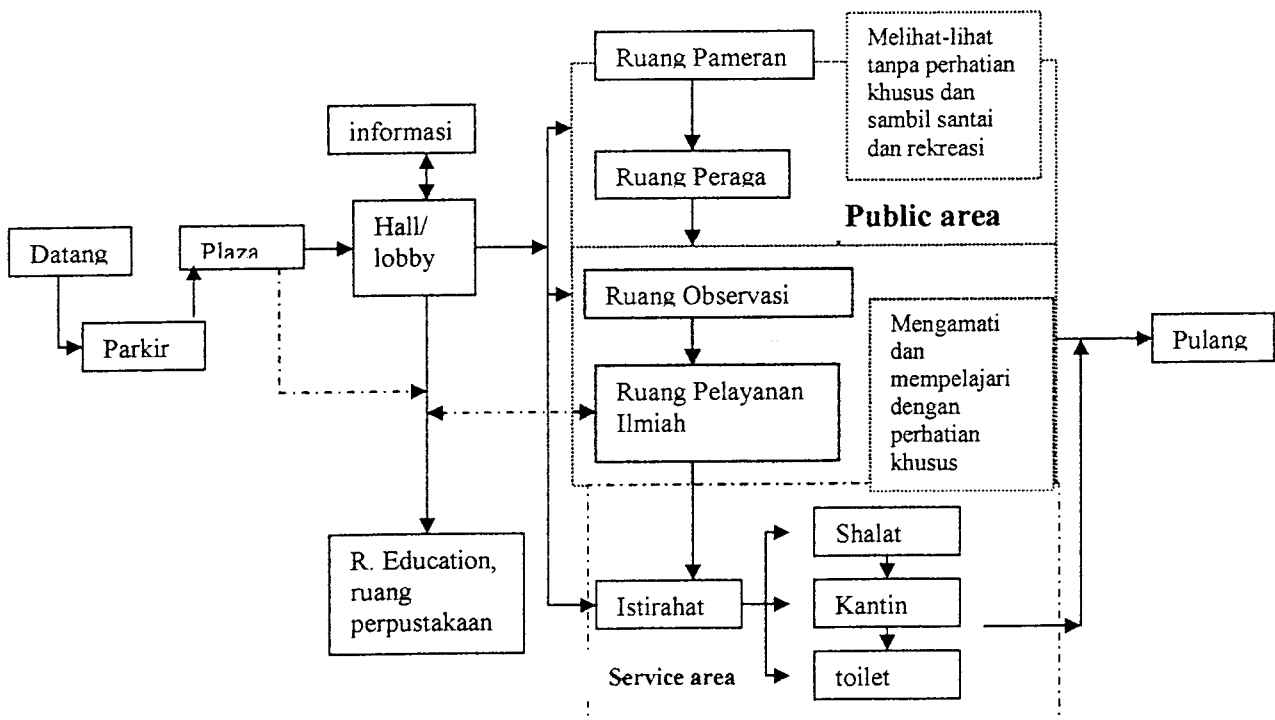 Datang
Parkir
Plaza
informasi
Hall/
lobby
R. Education,
ruang
perpustakaan
Ruang Pameran
Ruang Peraga
Melihat-lihat
tanpa perhatian
khusus dan
sambil santai
dan rekreasi
Public area
Ruang Observasi
Ruang Pelayanan
Ilmiah
Mengamati
dan
mempelajari
dengan
perhatian
khusus
Istirahat
Service area
Shalat
Kantin
toilet
Pulang